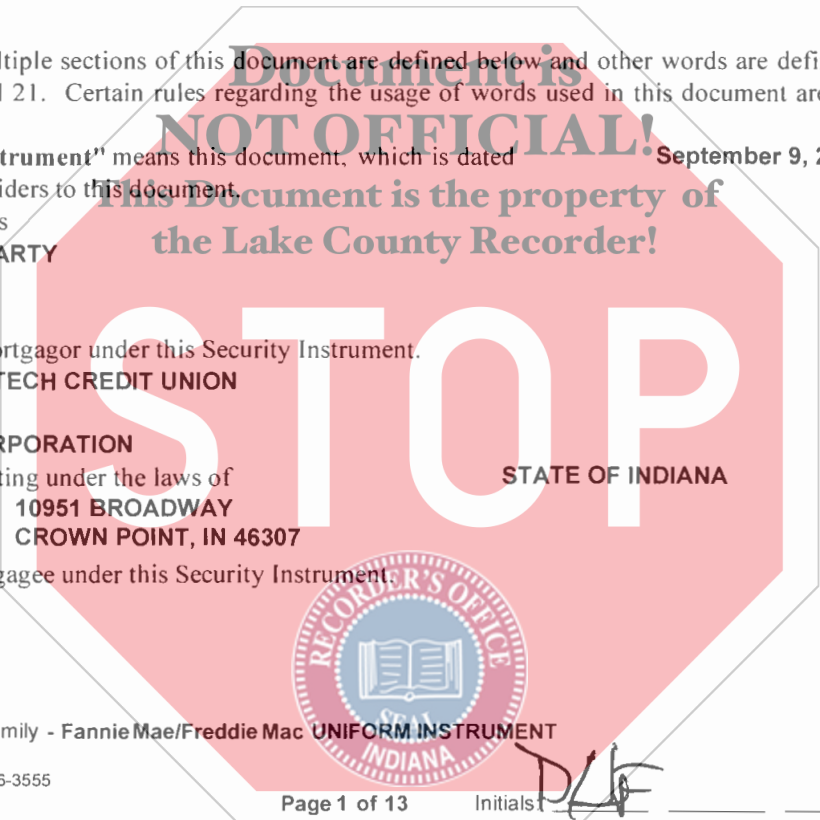 ltiple sections of this document are defined below and other words are defi
21. Certain rules regarding the usage of words used in this document are
Document is
NOT OFFICIAL!
trument" means this document, which is dated September 9, 2
iders to this document.
This Document is the property of
s
the Lake County Recorder!
ARTY
STOP
ortgagor under this Security Instrument.
TECH CREDIT UNION
RPORATION
ting under the laws of STATE OF INDIANA
10951 BROADWAY
CROWN POINT, IN 46307
gagee under this Security Instrument.
RECORDER'S OFFICE
SEAL
INDIANA
mily - Fannie Mae/Freddie Mac UNIFORM INSTRUMENT
6-3555
Page 1 of 13 Initials: